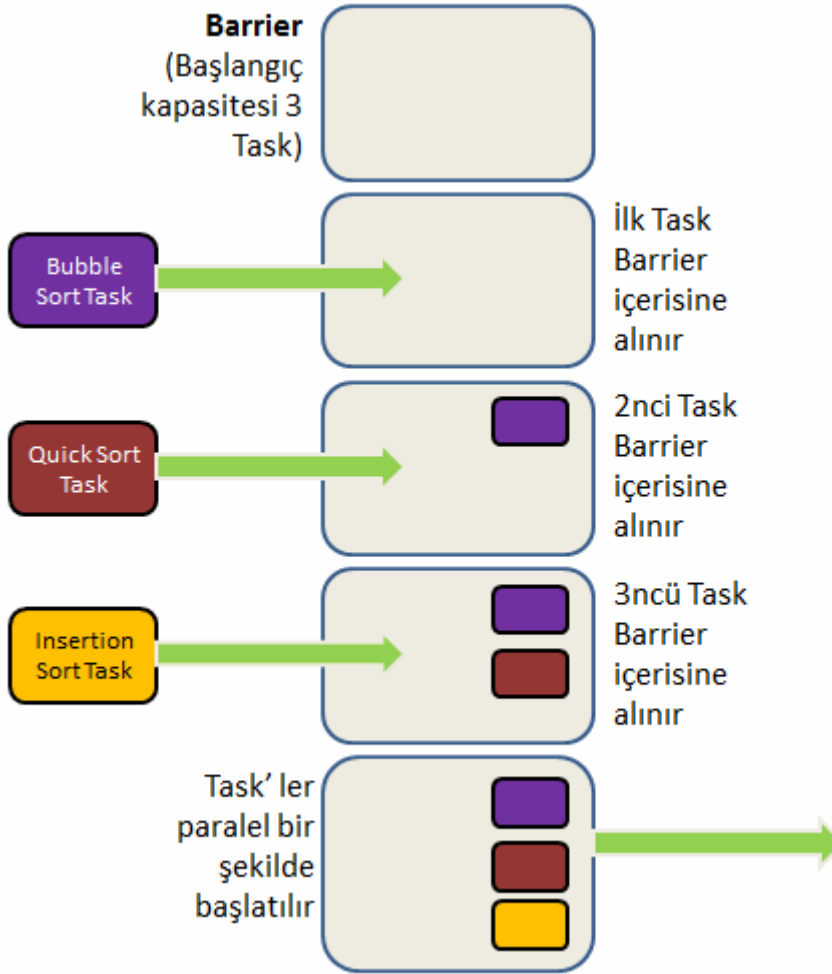 Barrier
(Başlangıç
kapasitesi 3
Task)
Bubble
Sort Task
İlk Task
Barrier
içerisine
alınır
Quick Sort
Task
2nci Task
Barrier
içerisine
alınır
Insertion
Sort Task
3ncü Task
Barrier
içerisine
alınır
Task' ler
paralel bir
şekilde
başlatılır